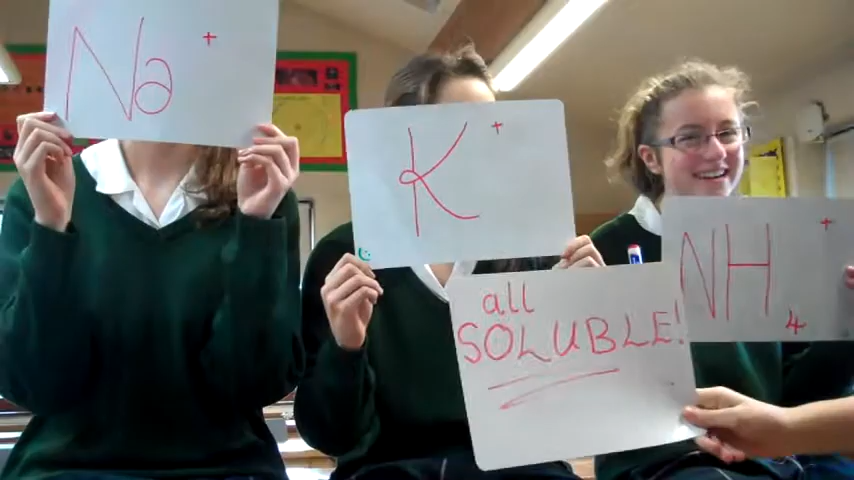 Na +
K +
NH4 +
all
SOLUBLE!